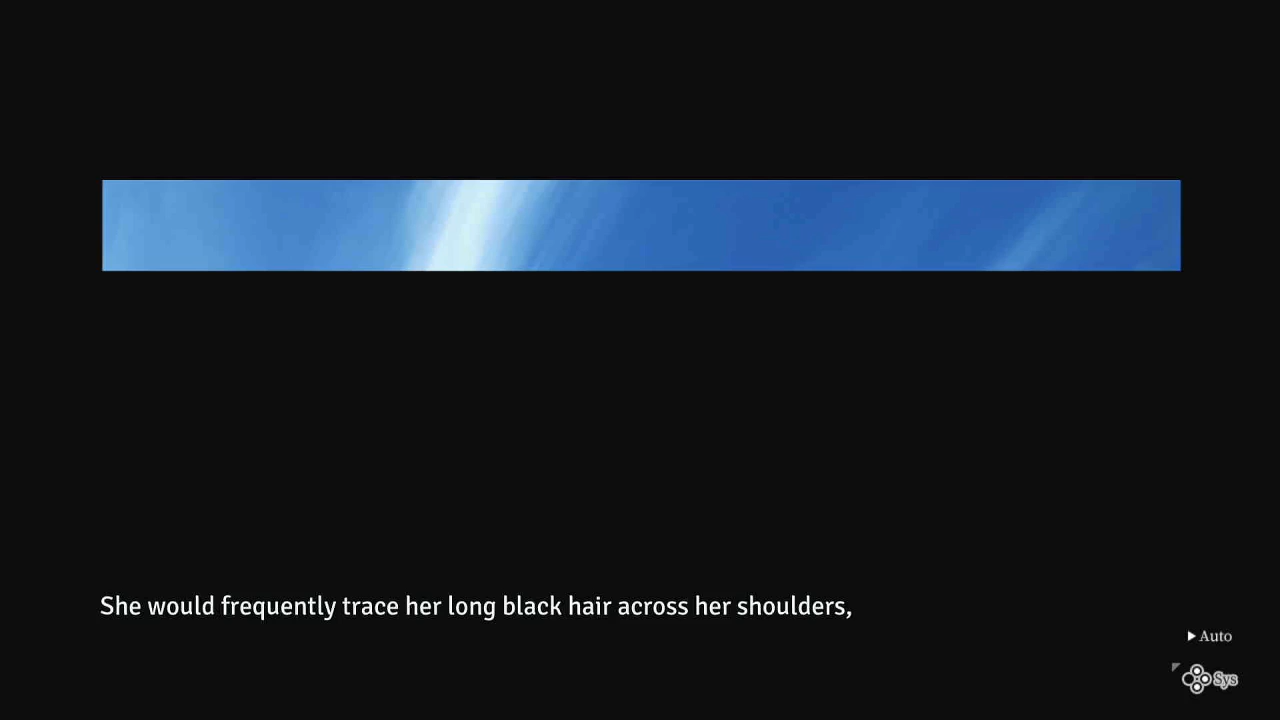 She would frequently trace her long black hair across her shoulders,
Auto
Sys